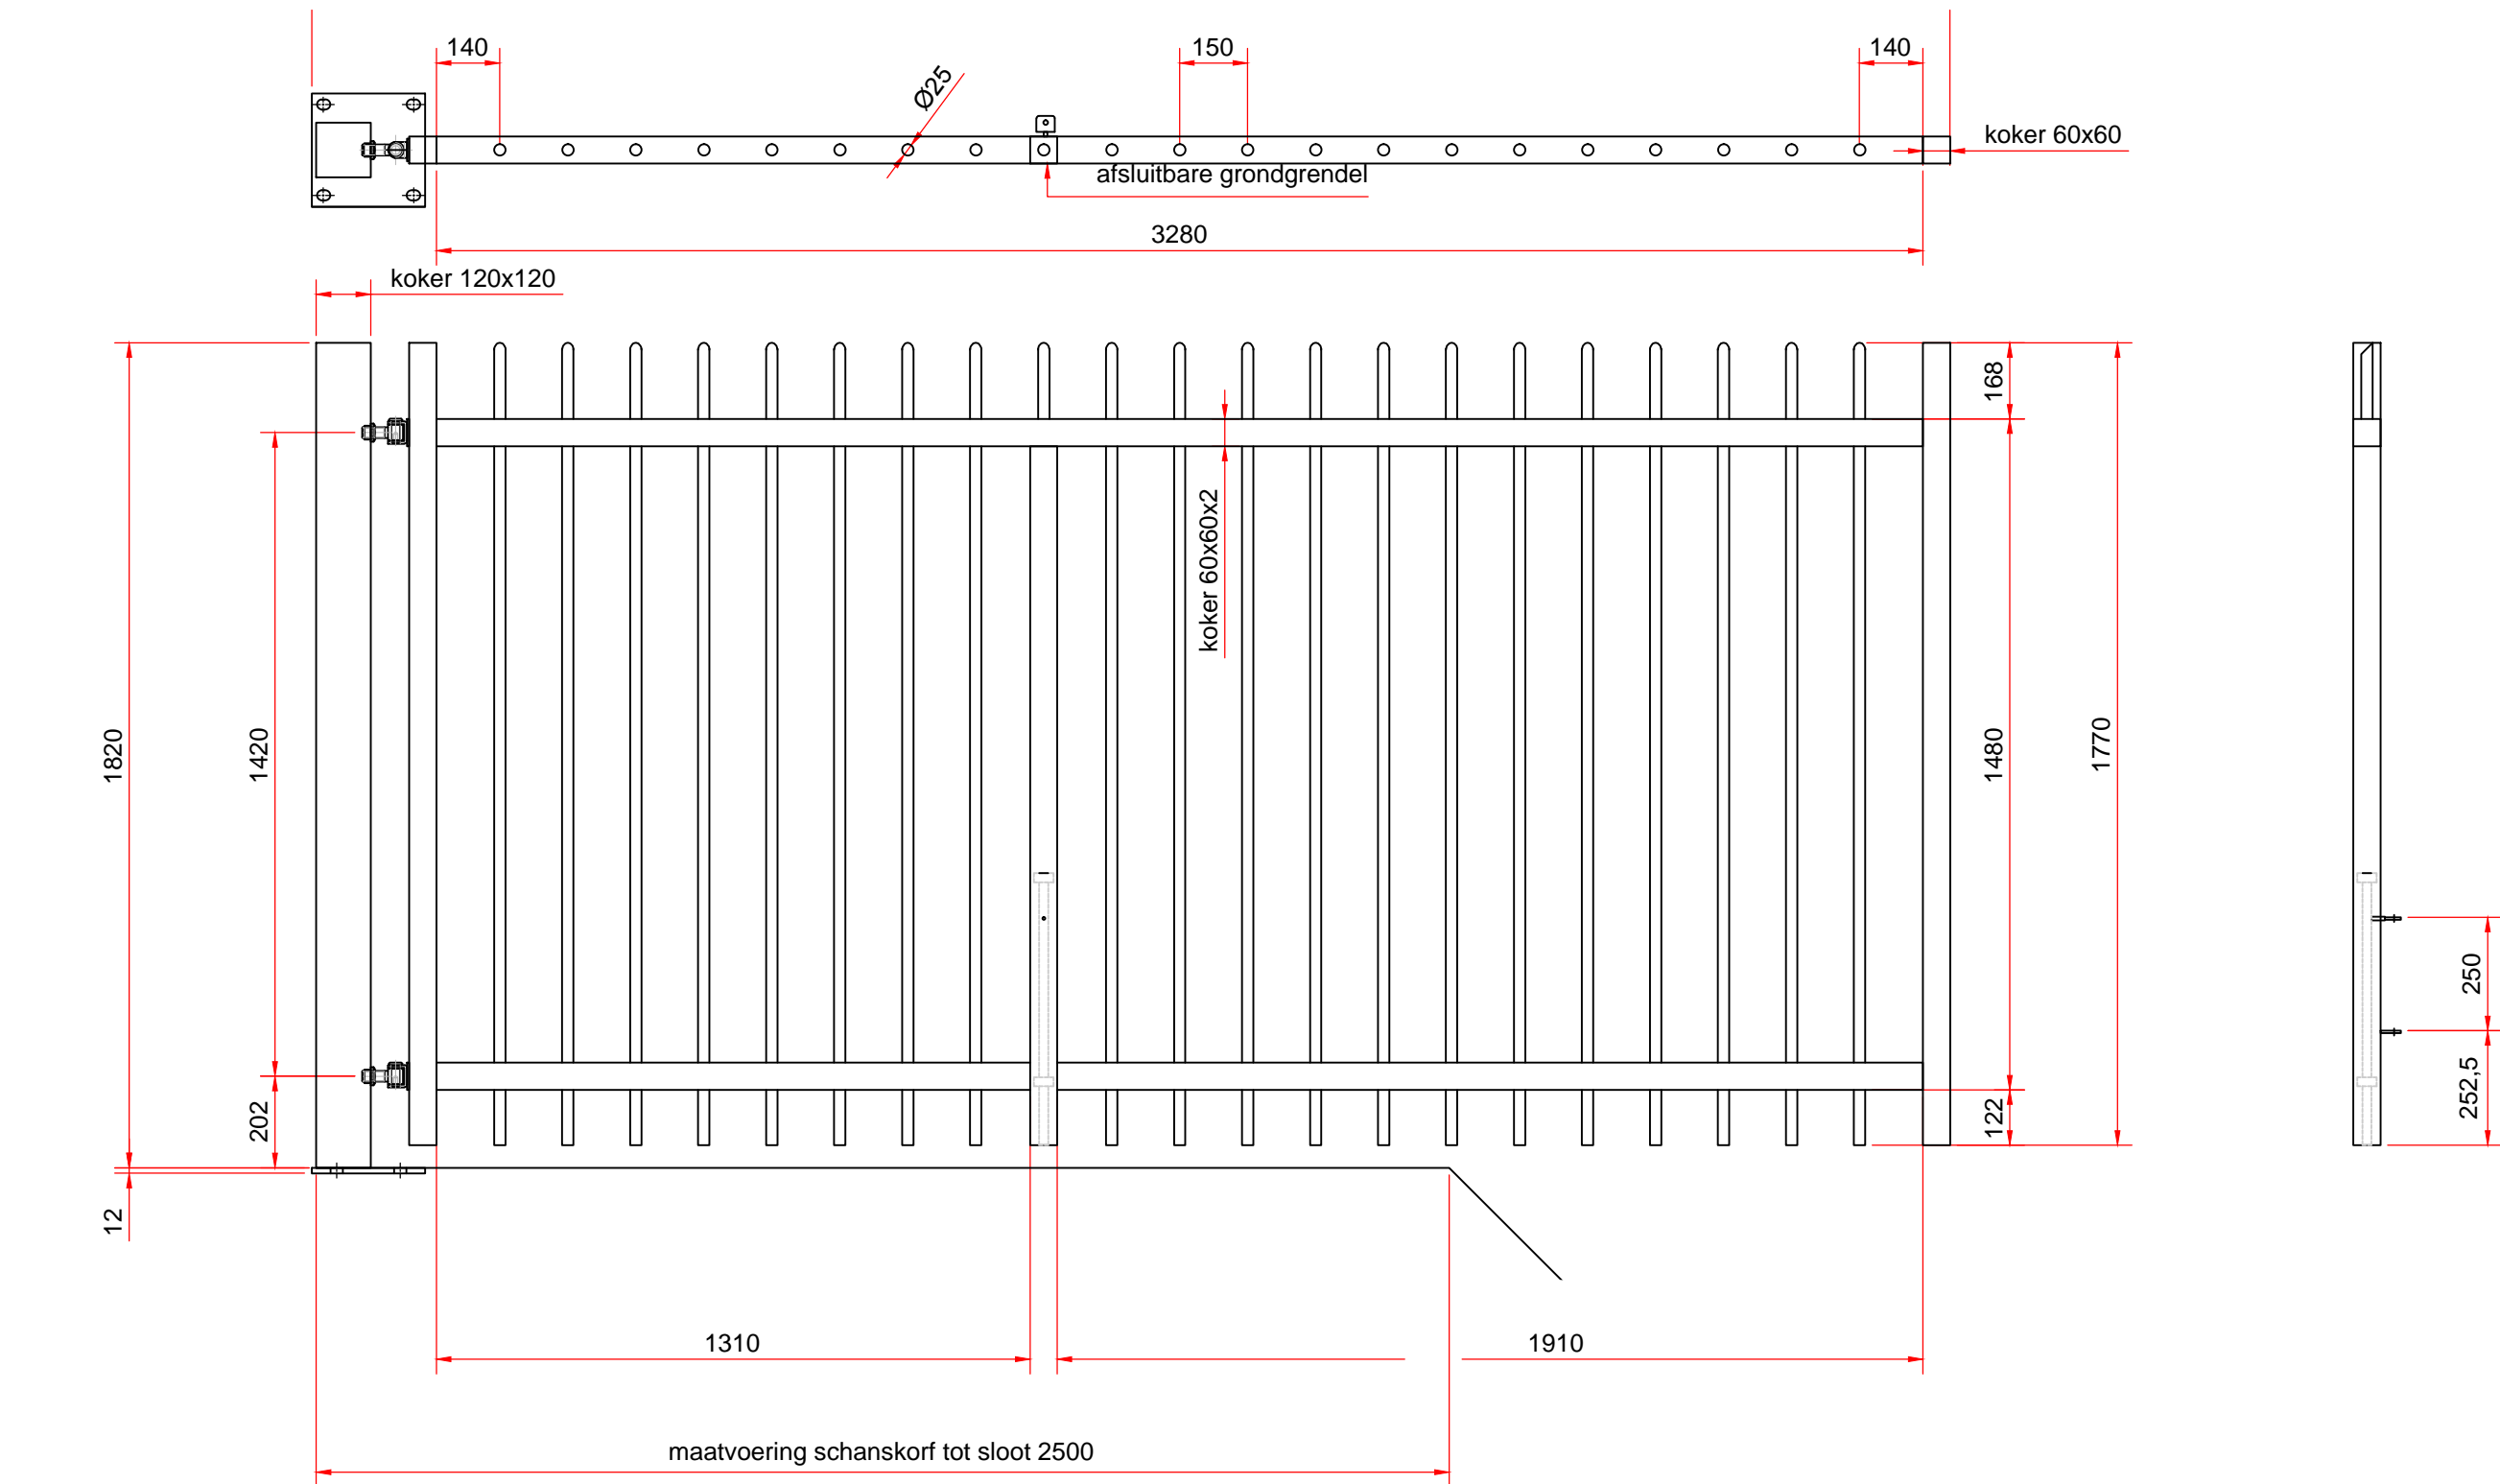 140
150
140
Ø25
koker 60x60
afsluitbare grondgrendel
3280
koker 120x120
168
koker 60x60x2
1820
1420
1480
1770
250
252,5
202
122
12
1310
1910
maatvoering schanskorf tot sloot 2500